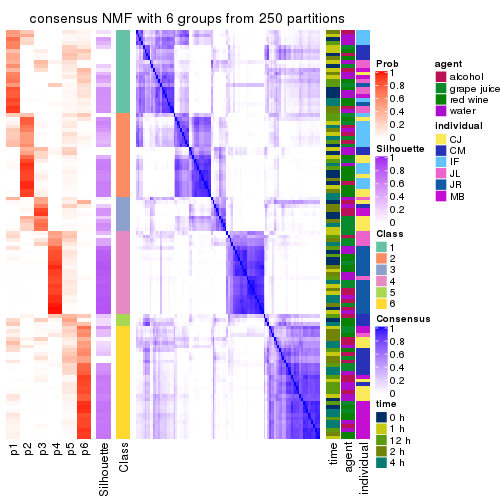 consensus NMF with 6 groups from 250 partitions
p1
p2
p3
p4
p5
p6
Silhouette
Class
time
agent
individual
Prob
1
0.8
0.6
0.4
0.2
0
Silhouette
1
0.8
0.6
0.4
0.2
0
Class
1
2
3
4
5
6
Consensus
1
0.8
0.6
0.4
0.2
0
time
0 h
1 h
12 h
2 h
4 h
agent
alcohol
grape juice
red wine
water
Individual
CJ
CM
IF
JL
JR
MB